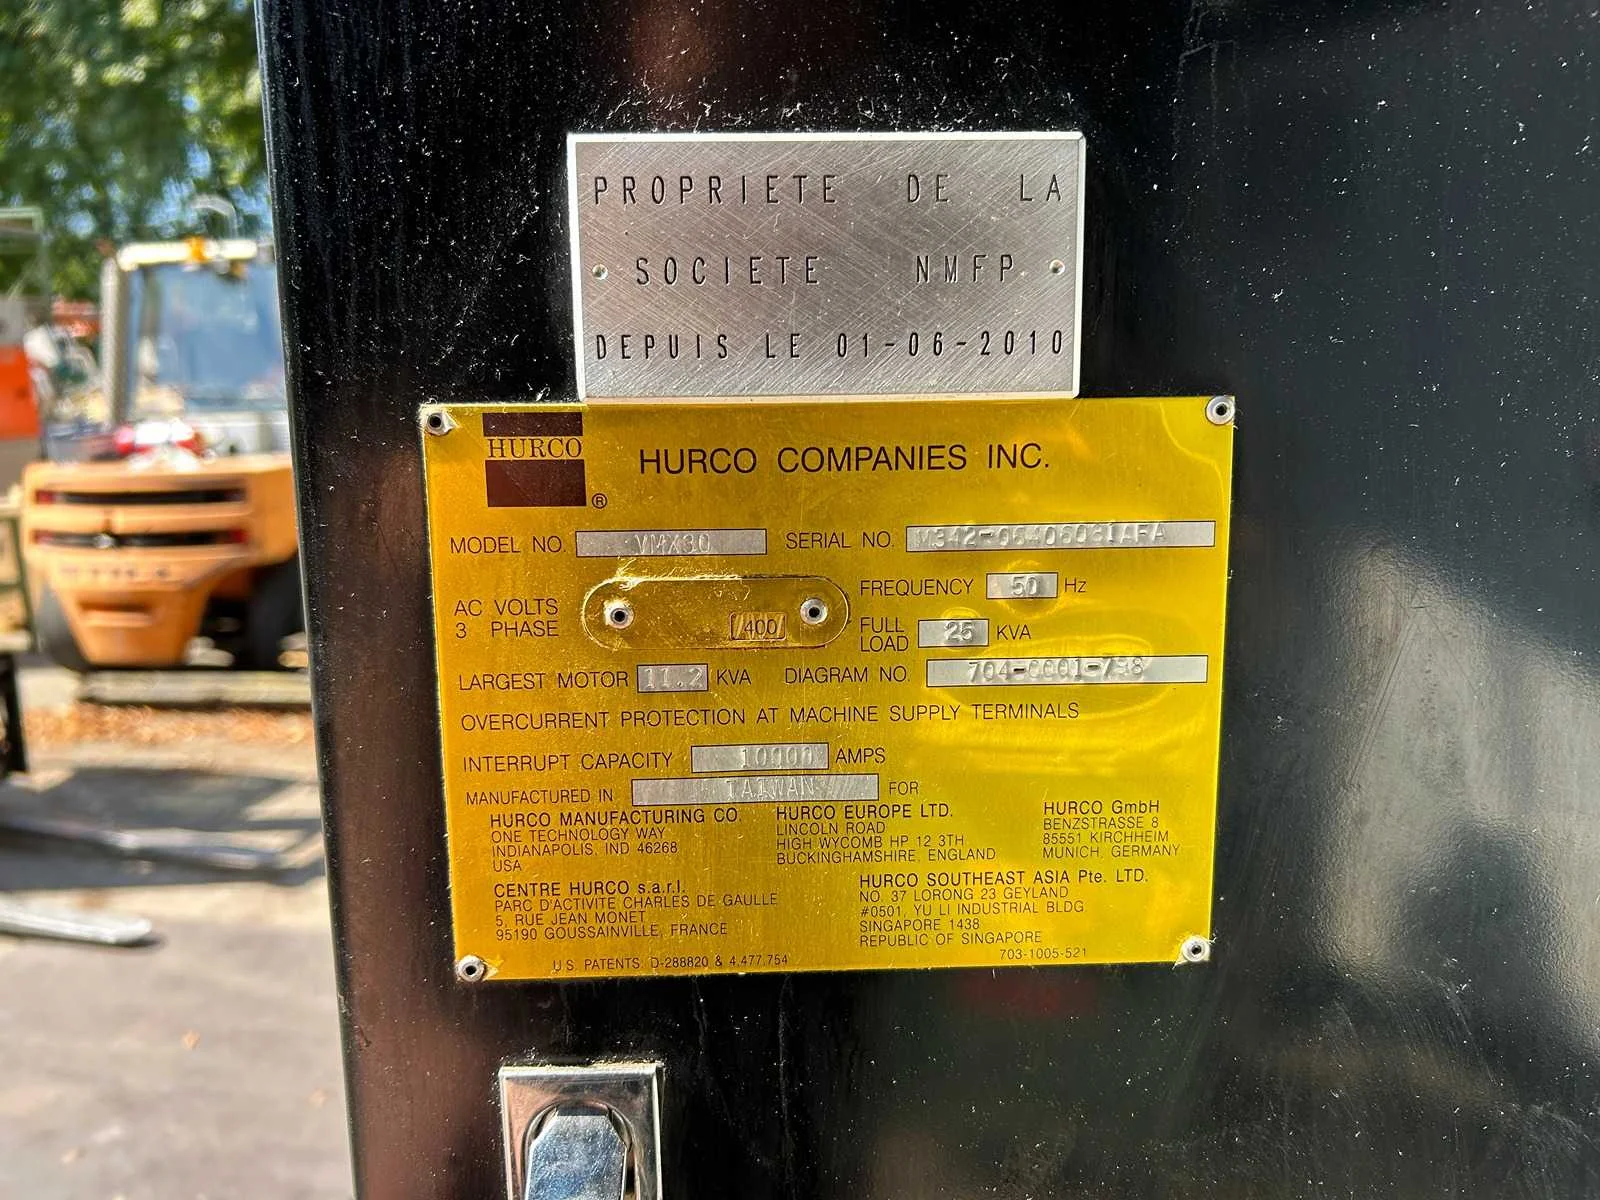 PROPRIETE DE LA
SOCIETE NMFP
DEPUIS LE 01-06-2010
HURCO
®
HURCO COMPANIES INC.
MODEL NO. VMX30 SERIAL NO.
AC VOLTS
3 PHASE
400
FREQUENCY 50 Hz
FULL
LOAD 25 KVA
LARGEST MOTOR 11.2 KVA DIAGRAM NO.
OVERCURRENT PROTECTION AT MACHINE SUPPLY TERMINALS
INTERRUPT CAPACITY 10000 AMPS
MANUFACTURED IN TAIWAN FOR
HURCO MANUFACTURING CO.
ONE TECHNOLOGY WAY
INDIANAPOLIS, IND 46268
USA
HURCO EUROPE LTD.
LINCOLN ROAD
HIGH WYCOMB HP 12 3TH
BUCKINGHAMSHIRE, ENGLAND
HURCO GmbH
BENZSTRASSE 8
85551 KIRCHHEIM
MUNICH, GERMANY
CENTRE HURCO s.a.r.l.
PARC D'ACTIVITE CHARLES DE GAULLE
5, RUE JEAN MONET
95190 GOUSSAINVILLE, FRANCE
HURCO SOUTHEAST ASIA Pte. LTD.
NO. 37 LORONG 23 GEYLAND
#0501, YU LI INDUSTRIAL BLDG
SINGAPORE 1438
REPUBLIC OF SINGAPORE
U.S. PATENTS: D-288820 & 4,477,754
703-1005-521